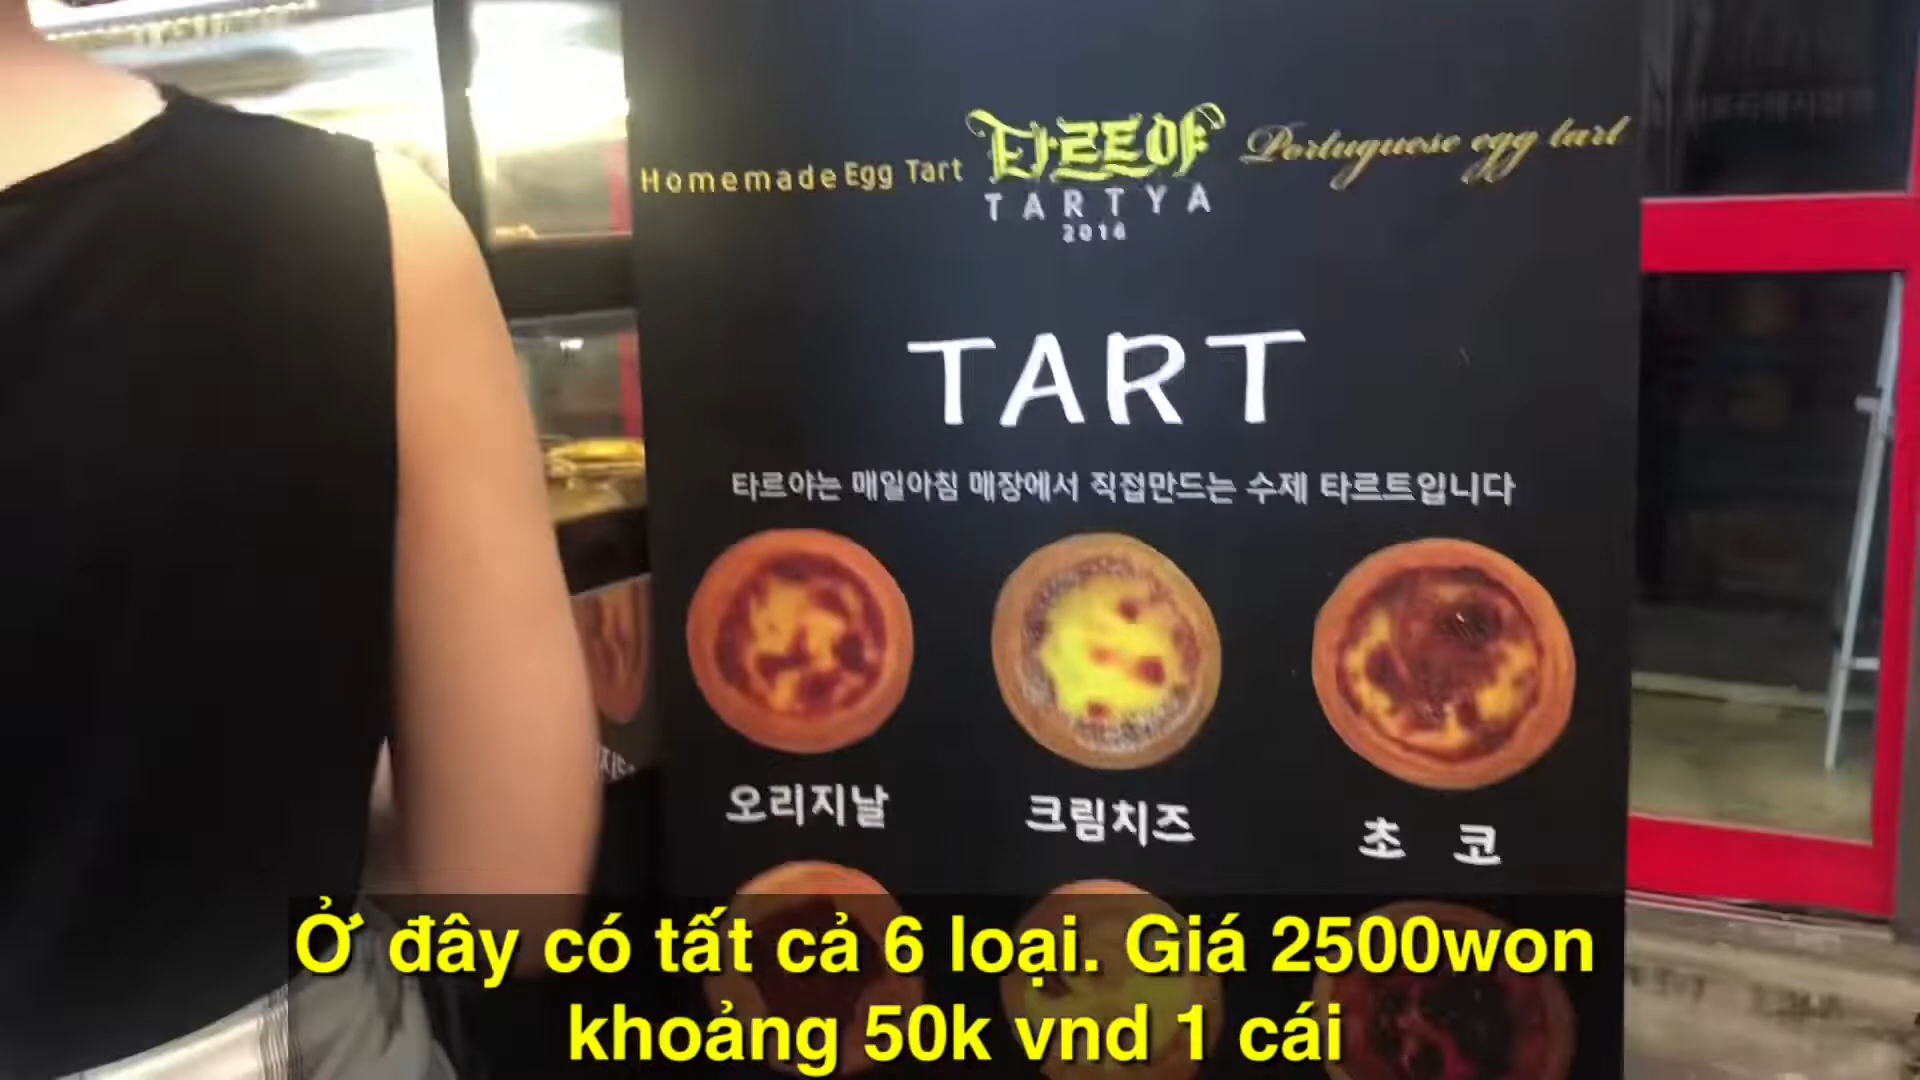 Homemade Egg Tart
타르트야
Portuguese egg tart
TARTYA
2016
TART
타르야는 매일아침 매장에서 직접만드는 수제 타르트입니다
오리지날
크림치즈
초 코
Ở đây có tất cả 6 loại. Giá 2500won
khoảng 50k vnd 1 cái